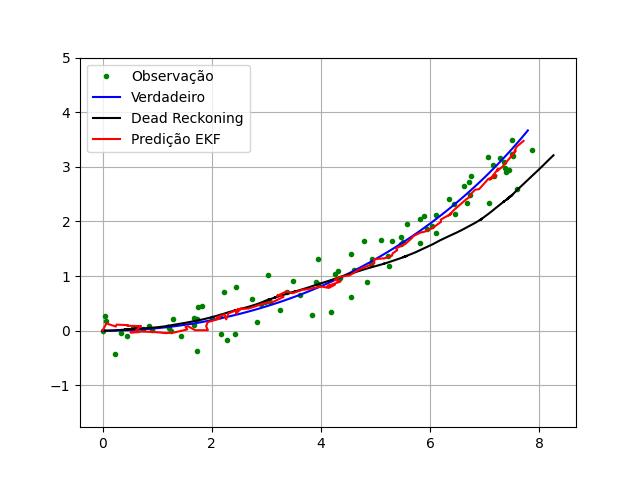 Observação
Verdadeiro
Dead Reckoning
Predição EKF
5
4
3
2
1
0
−1
0 2 4 6 8